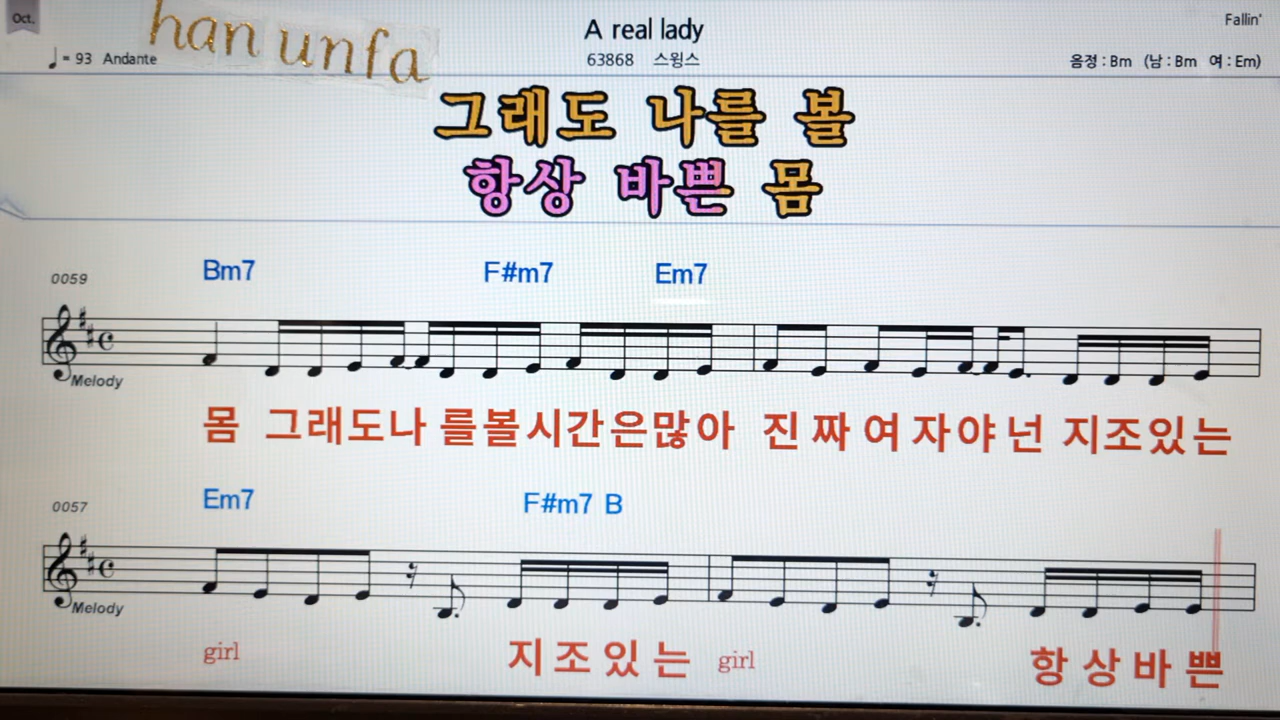 Oct.
han unfa
A real lady
Fallin'
♩= 93 Andante
63868 스윙스
음정 : Bm (남 : Bm 여 : Em)
그래도 나를 볼
항상 바쁜 몸
0059
Bm7 F#m7 Em7
Melody
몸 그래도나 를볼시간은많아 진 짜 여 자야 넌 지조있는
0057
Em7 F#m7 B
Melody
girl 지조있는 girl 항상바쁜